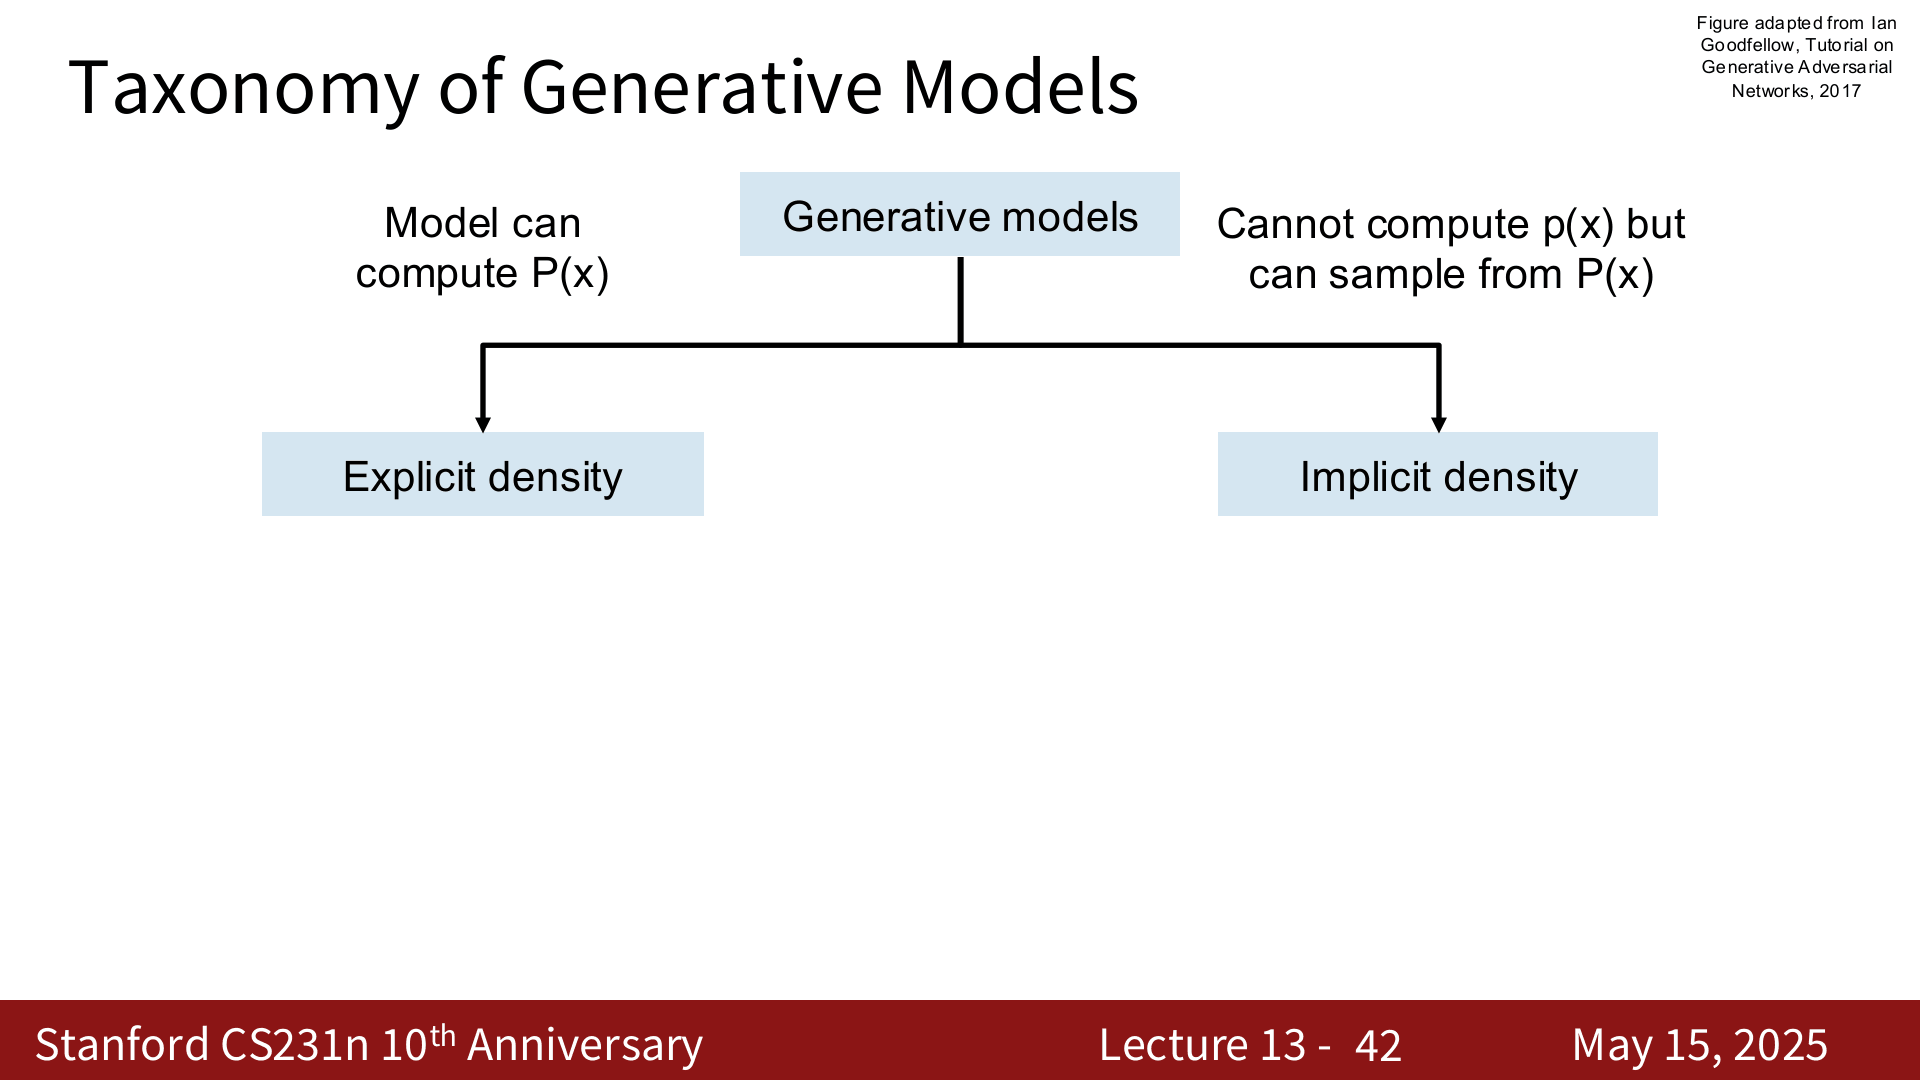 Figure adapted from Ian
Goodfellow, Tutorial on
Generative Adversarial
Networks, 2017
Taxonomy of Generative Models
Model can
compute P(x)
Generative models
Cannot compute p(x) but
can sample from P(x)
Explicit density
Implicit density
Stanford CS231n 10th Anniversary
Lecture 13 - 42
May 15, 2025